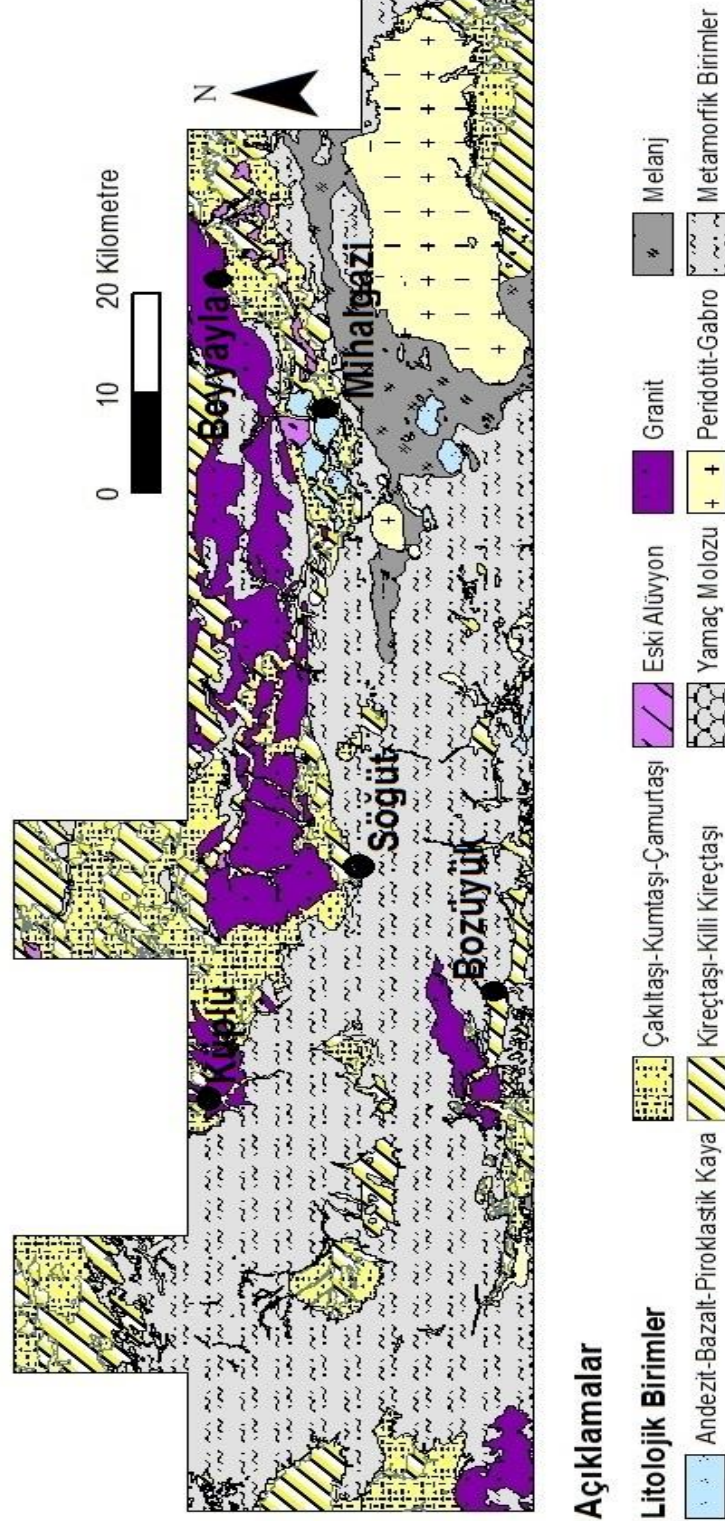 0 10 20 Kilometre
N
Beyyayla
Mihalgazi
Küplü
Söğüt
Bozüyük
Açıklamalar
Litolojik Birimler
Çakıltaşı-Kumtaşı-Çamurtaşı
Eski Alüvyon
Granit
Melanj
Andezit-Bazalt-Piroklastik Kaya
Kireçtaşı-Killi Kireçtaşı
Yamaç Molozu
Peridotit-Gabro
Metamorfik Birimler